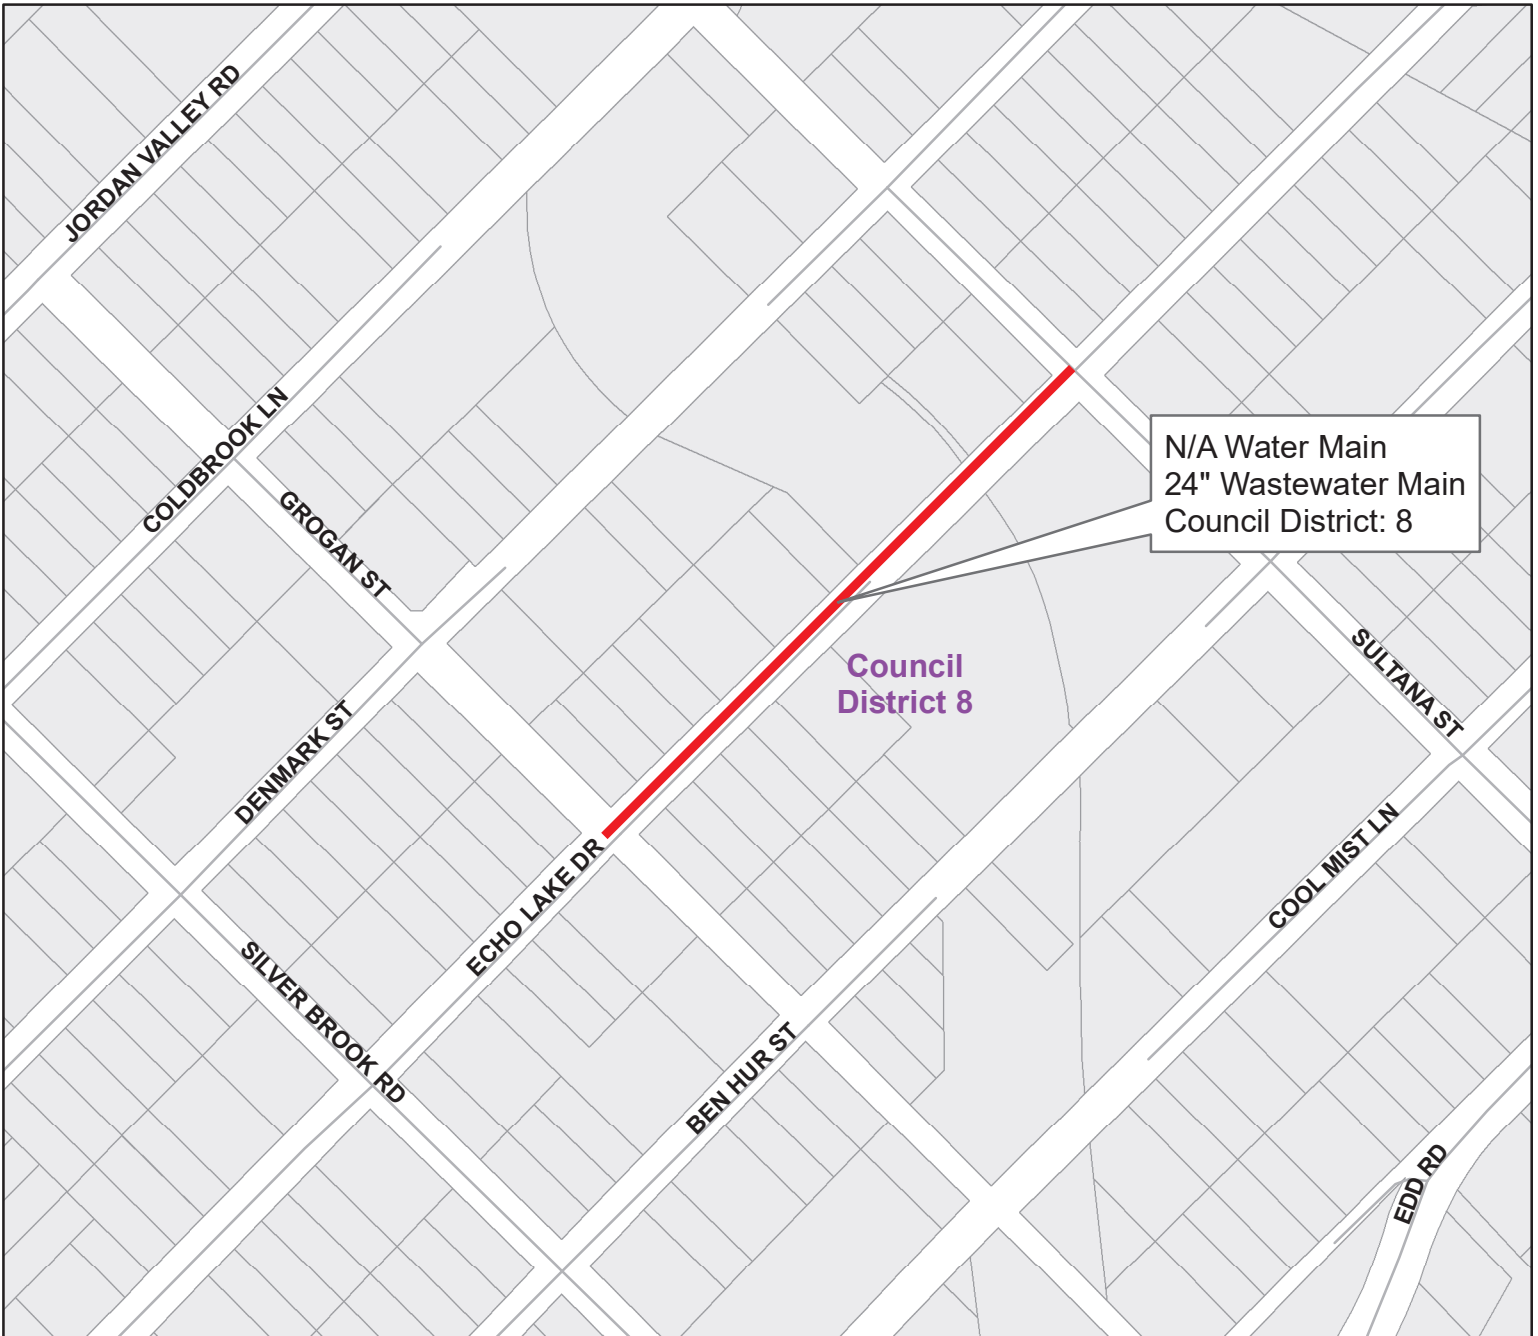 JORDAN VALLEY RD
COLDBROOK LN
N/A Water Main
24" Wastewater Main
Council District: 8
GROGAN ST
Council
District 8
SULTANA ST
DENMARK ST
COOL MIST LN
ECHO LAKE DR
SILVER BROOK RD
BEN HUR ST
EDD RD